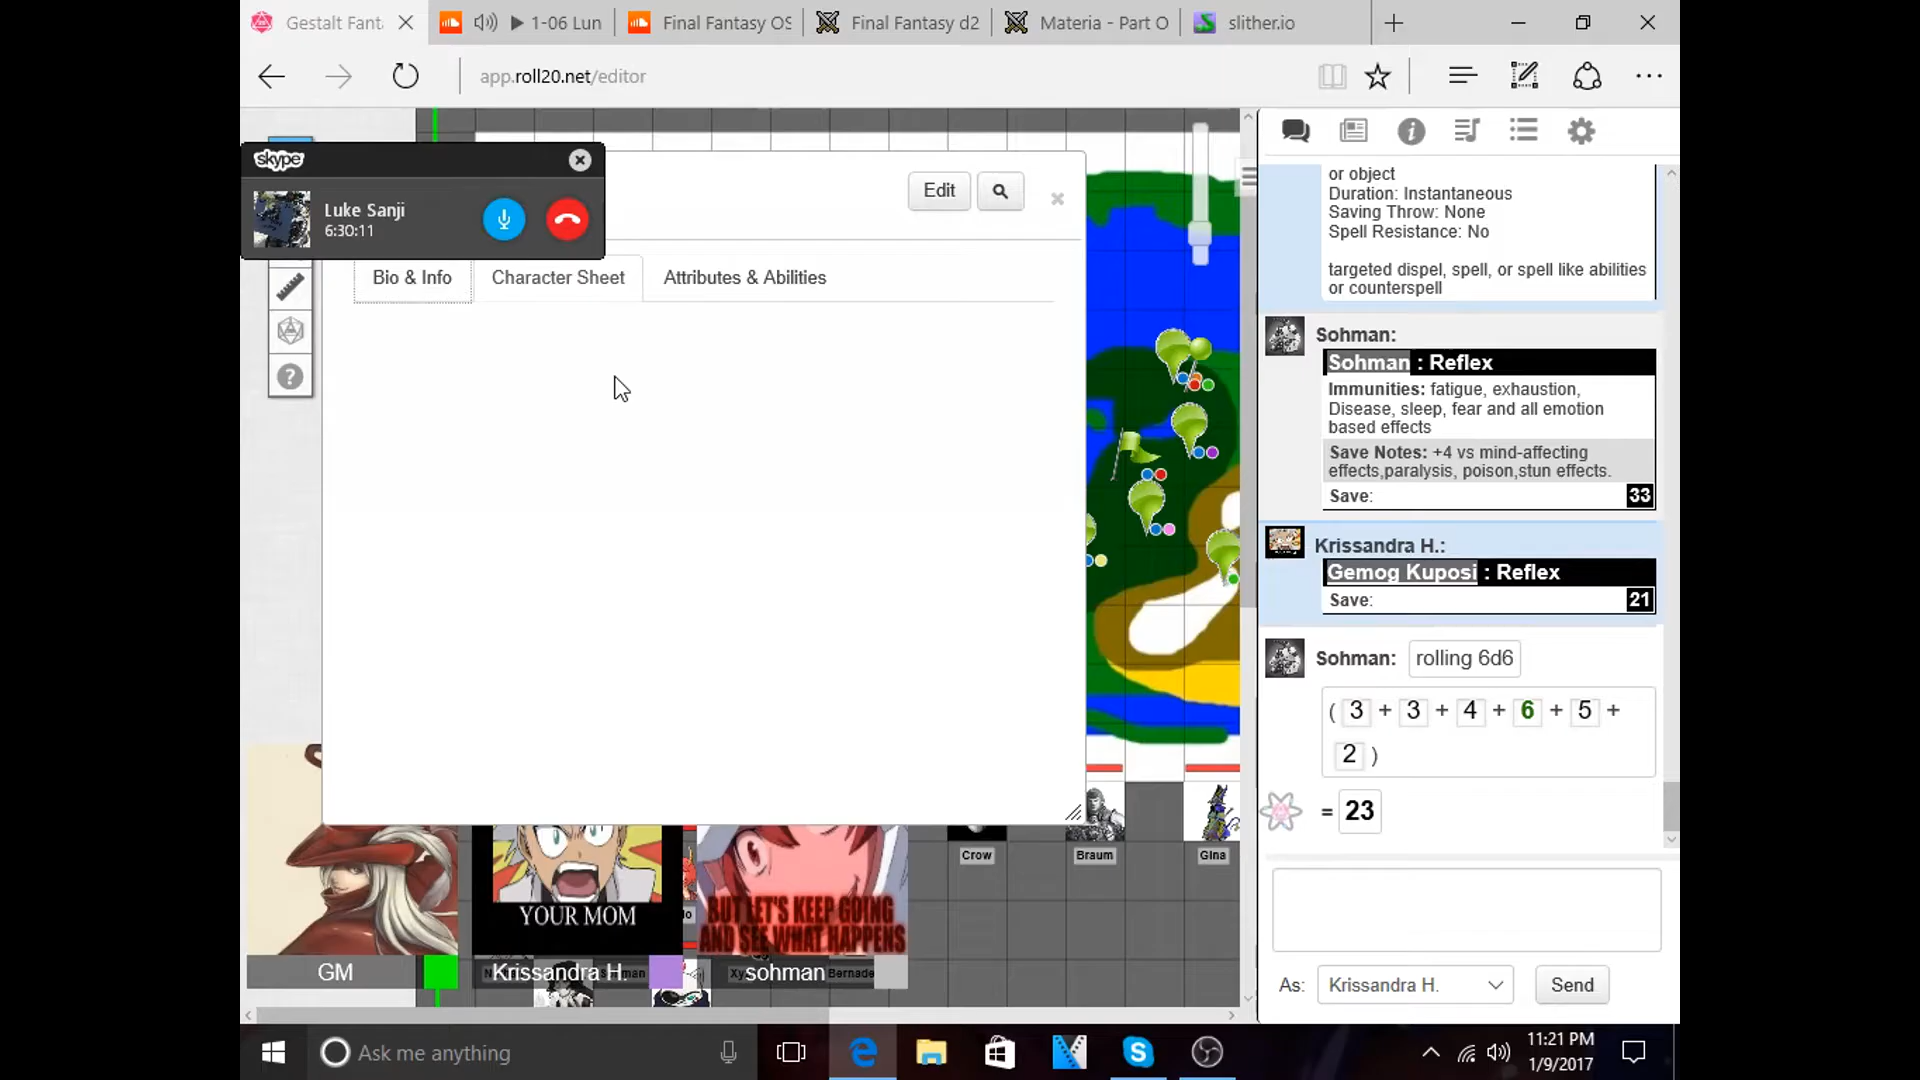 Gestalt Fant
1-06 Lun
Final Fantasy OS
Final Fantasy d2
Materia - Part O
slither.io
app.roll20.net/editor
skype
Luke Sanji
6:30:11
Edit
Bio & Info
Character Sheet
Attributes & Abilities
or object
Duration: Instantaneous
Saving Throw: None
Spell Resistance: No
targeted dispel, spell, or spell like abilities
or counterspell
Sohman:
Sohman : Reflex
Immunities: fatigue, exhaustion,
Disease, sleep, fear and all emotion
based effects
Save Notes: +4 vs mind-affecting
effects,paralysis, poison,stun effects.
Save: 33
Krissandra H.:
Gemog Kuposi : Reflex
Save: 21
Sohman: rolling 6d6
( 3 + 3 + 4 + 6 + 5 +
2 )
= 23
Crow
Braum
Gina
YOUR MOM
BUT LET'S KEEP GOING
AND SEE WHAT HAPPENS
GM
Krissandra H.
sohman
Bernade
As: Krissandra H.
Send
Ask me anything
11:21 PM
1/9/2017